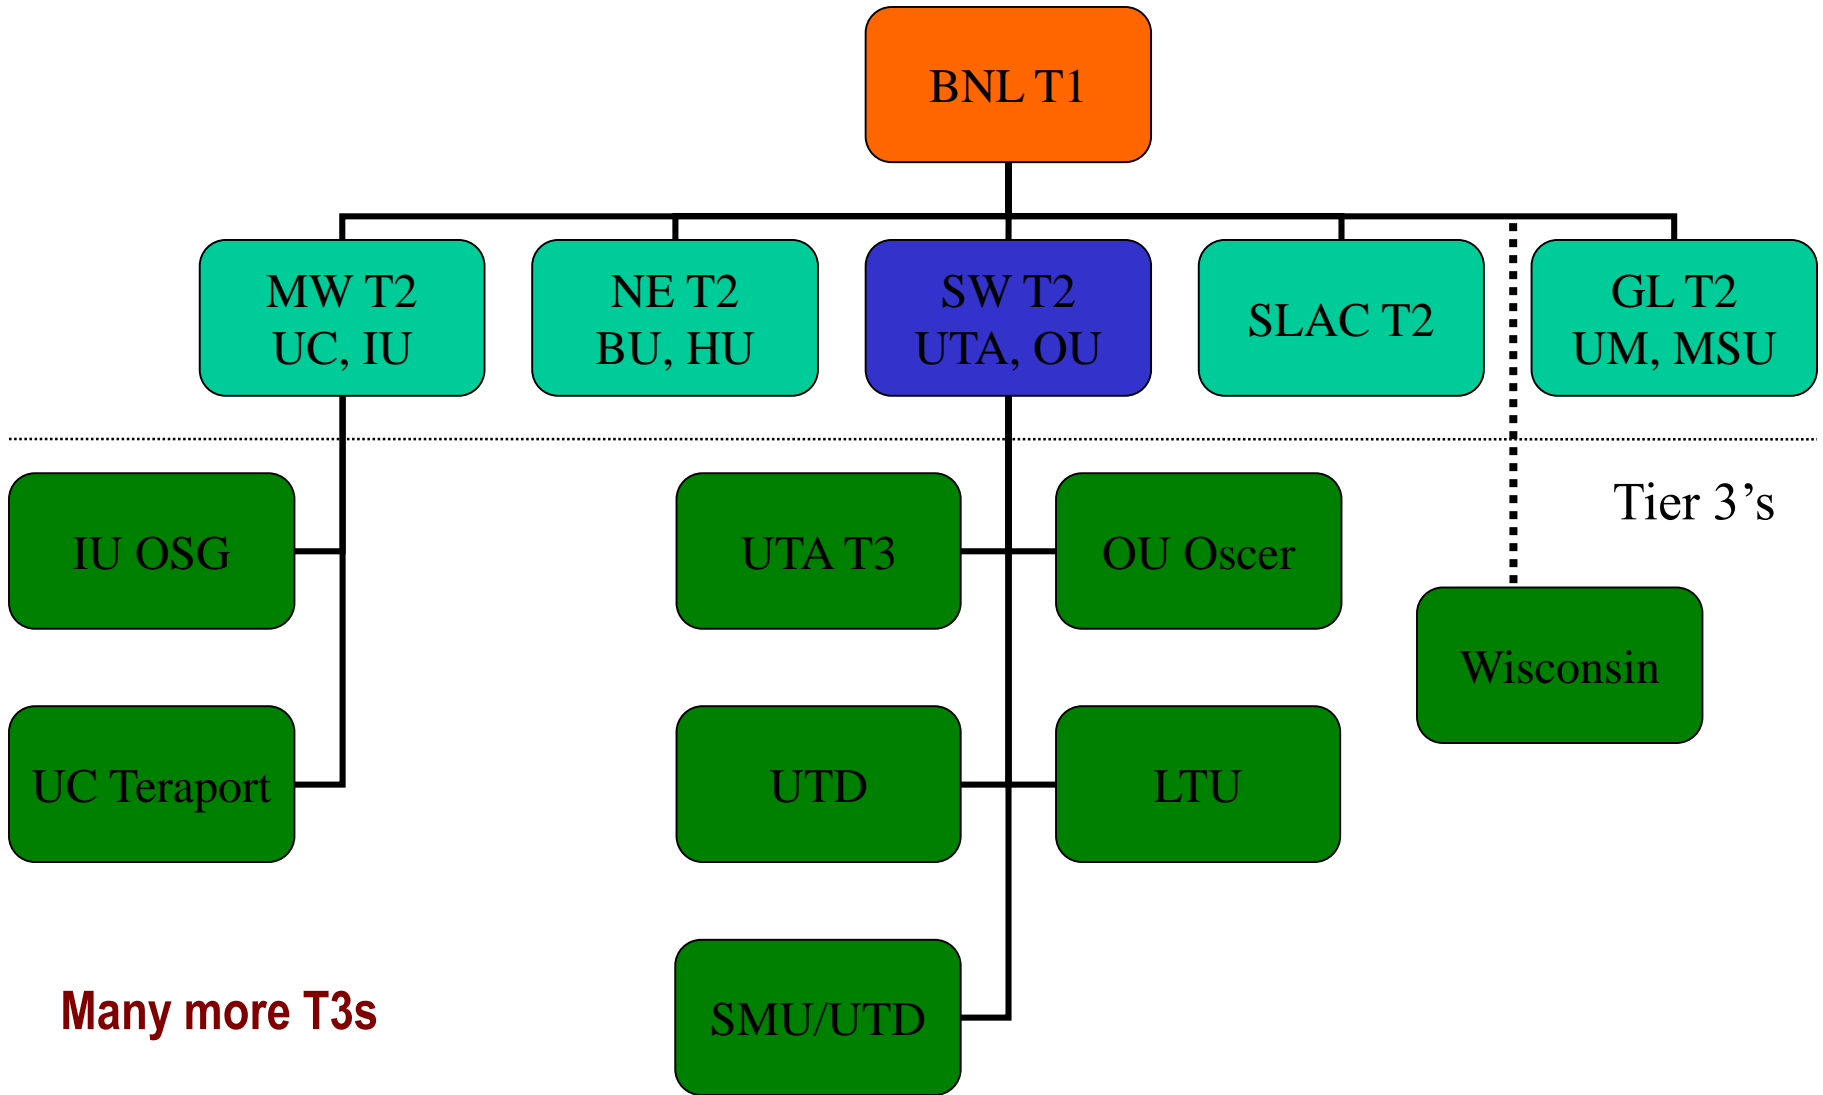 BNL T1
MW T2
UC, IU
NE T2
BU, HU
SW T2
UTA, OU
SLAC T2
GL T2
UM, MSU
Tier 3’s
IU OSG
UTA T3
OU Oscer
Wisconsin
UC Teraport
UTD
LTU
Many more T3s
SMU/UTD